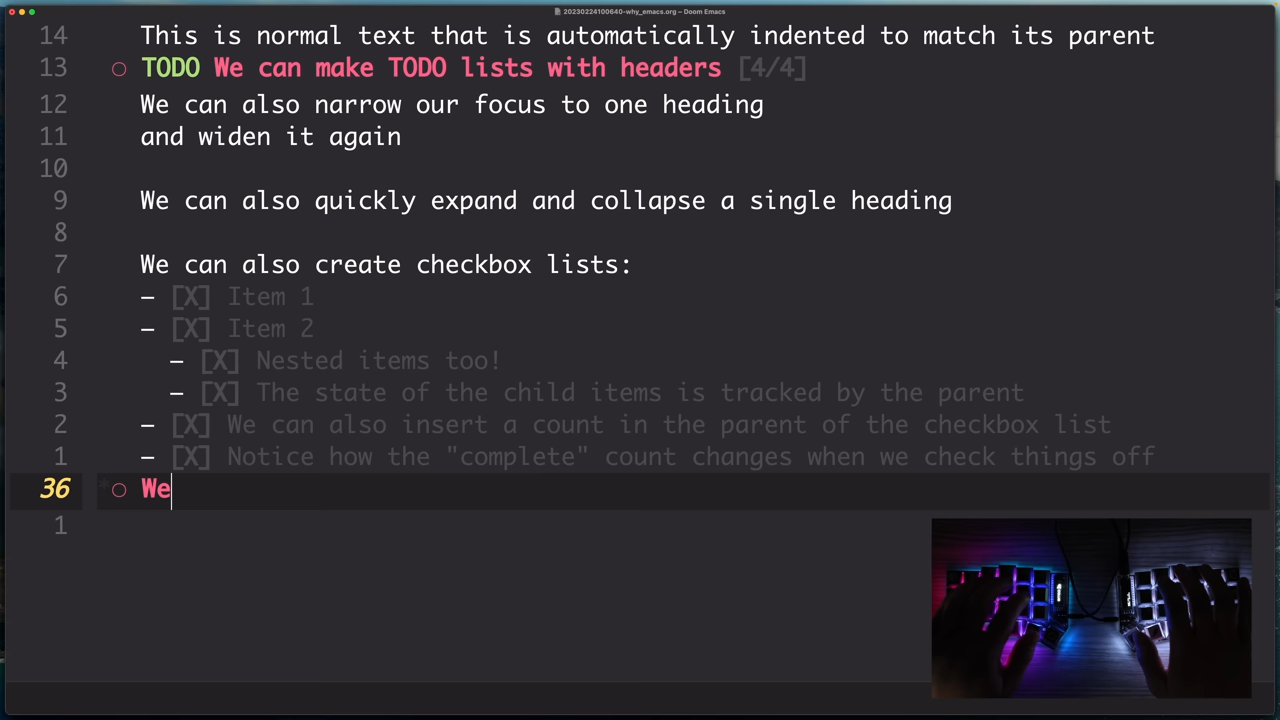 20230224100640-why_emacs.org – Doom Emacs
14 This is normal text that is automatically indented to match its parent
13 ○ TODO We can make TODO lists with headers [4/4]
12 We can also narrow our focus to one heading
11 and widen it again
10
9 We can also quickly expand and collapse a single heading
8
7 We can also create checkbox lists:
6 - [X] Item 1
5 - [X] Item 2
4 - [X] Nested items too!
3 - [X] The state of the child items is tracked by the parent
2 - [X] We can also insert a count in the parent of the checkbox list
1 - [X] Notice how the "complete" count changes when we check things off
36 ○ We
1